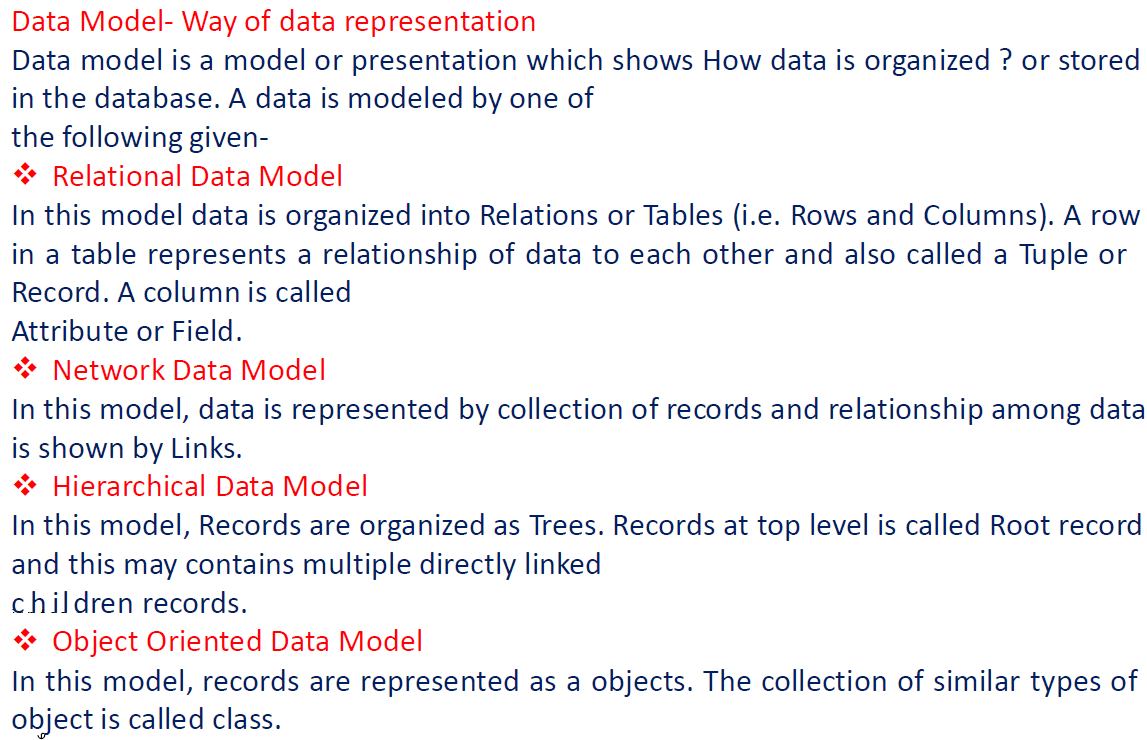 Data Model- Way of data representation
Data model is a model or presentation which shows How data is organized ? or stored
in the database. A data is modeled by one of
the following given-
❖ Relational Data Model
In this model data is organized into Relations or Tables (i.e. Rows and Columns). A row
in a table represents a relationship of data to each other and also called a Tuple or
Record. A column is called
Attribute or Field.
❖ Network Data Model
In this model, data is represented by collection of records and relationship among data
is shown by Links.
❖ Hierarchical Data Model
In this model, Records are organized as Trees. Records at top level is called Root record
and this may contains multiple directly linked
children records.
❖ Object Oriented Data Model
In this model, records are represented as a objects. The collection of similar types of
object is called class.